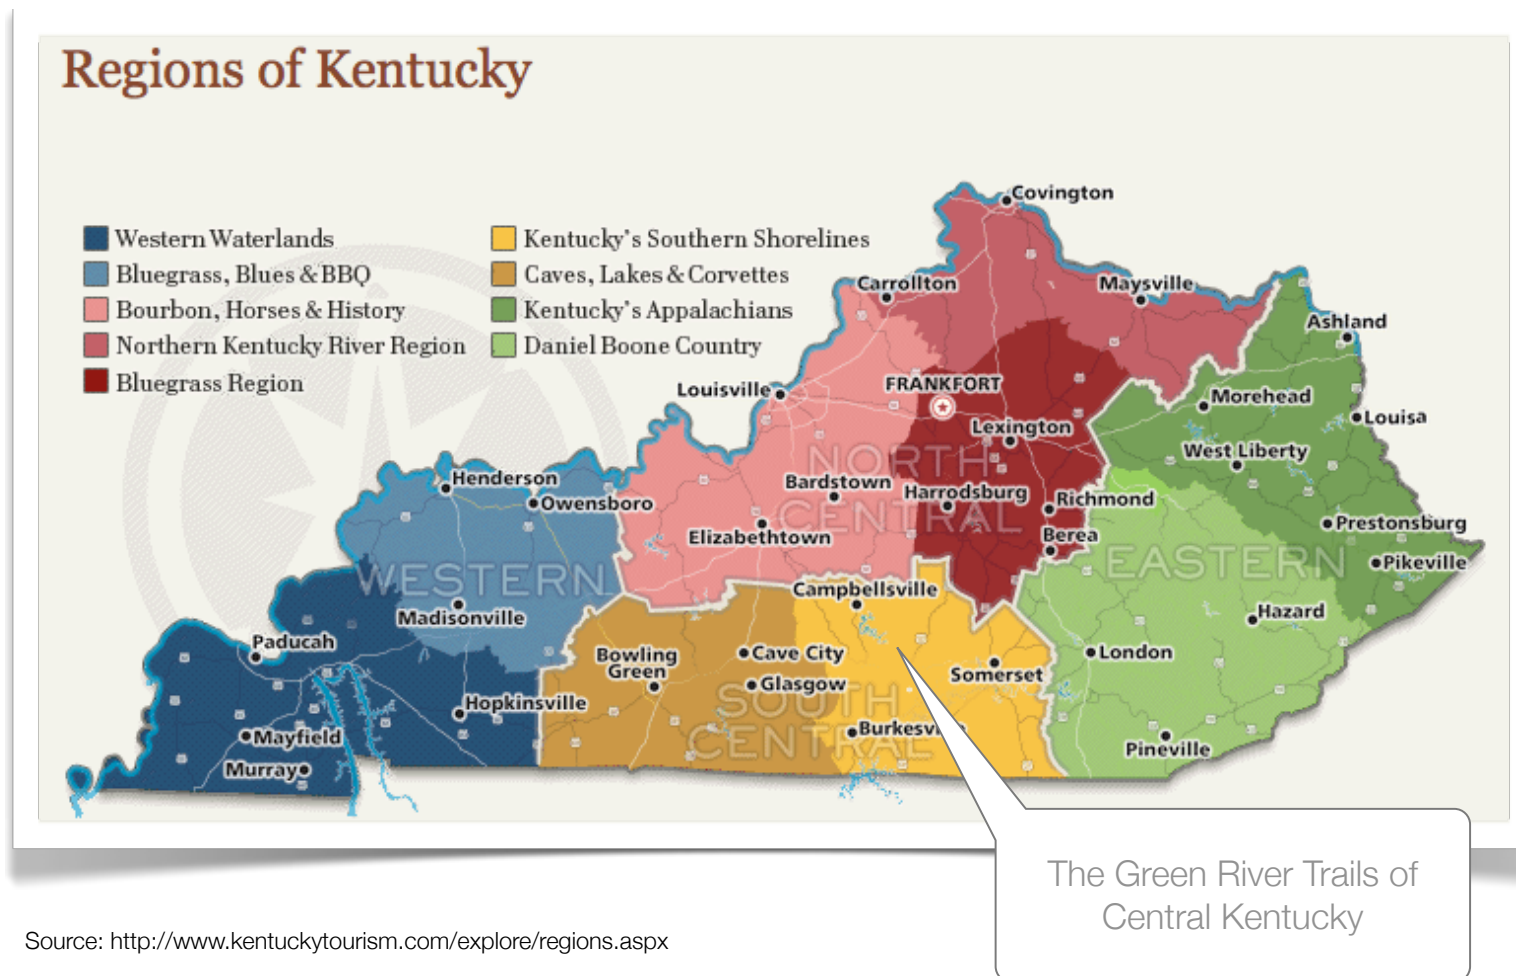 Regions of Kentucky
Western Waterlands
Bluegrass, Blues & BBQ
Bourbon, Horses & History
Northern Kentucky River Region
Bluegrass Region
Kentucky's Southern Shorelines
Caves, Lakes & Corvettes
Kentucky's Appalachians
Daniel Boone Country
Covington
Carrollton
Maysville
Ashland
Louisville
FRANKFORT
Morehead
Louisa
Lexington
West Liberty
NORTH
CENTRAL
Henderson
Owensboro
Bardstown
Harrodsburg
Richmond
Elizabethtown
Berea
Prestonsburg
Pikeville
WESTERN
EASTERN
Campbellsville
Madisonville
Hazard
Paducah
Bowling
Green
Cave City
Glasgow
Somerset
London
SOUTH
CENTRAL
Hopkinsville
Mayfield
Murray
Pineville
The Green River Trails of
Central Kentucky
Source: http://www.kentuckytourism.com/explore/regions.aspx